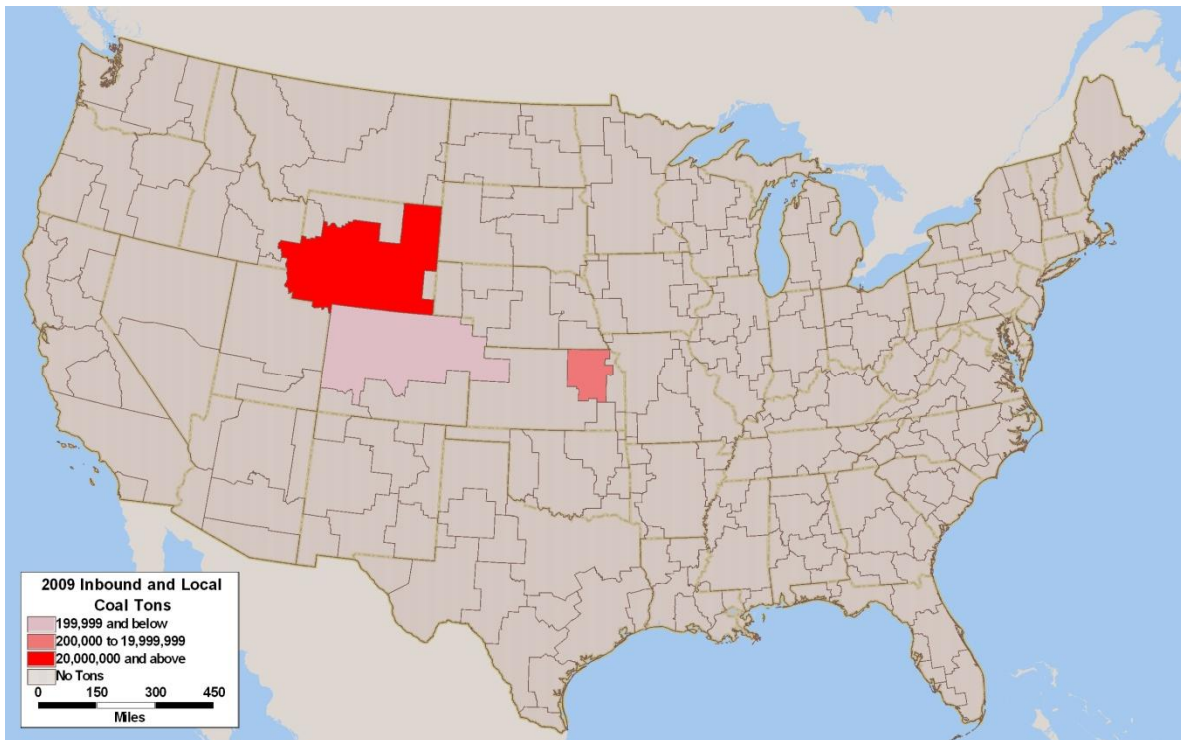 2009 Inbound and Local
Coal Tons
199,999 and below
200,000 to 19,999,999
20,000,000 and above
No Tons
0 150 300 450
Miles